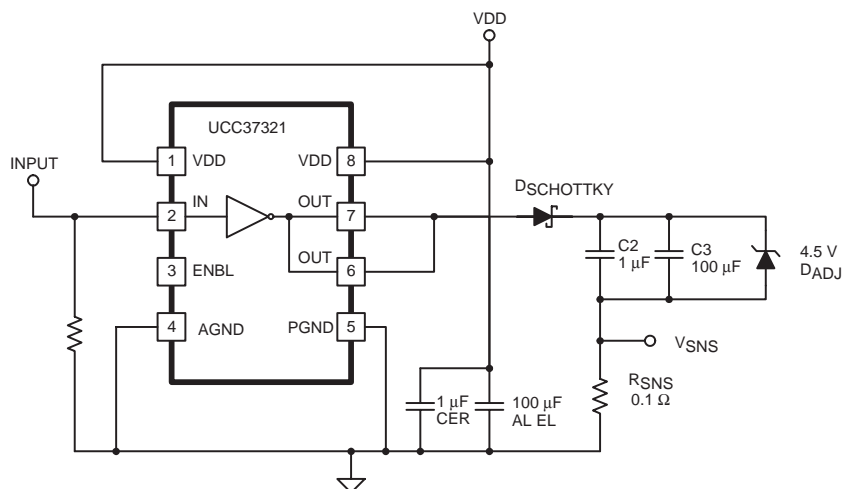 VDD
UCC37321
INPUT
1 VDD
VDD 8
DSCHOTTKY
2 IN
OUT 7
C2
1 µF
C3
100 µF
4.5 V
DADJ
3 ENBL
OUT 6
4 AGND
PGND 5
VSNS
1 µF
CER
100 µF
AL EL
RSNS
0.1 Ω